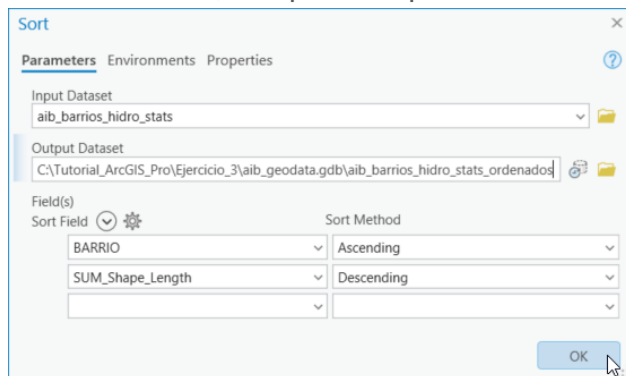 Sort
Parameters Environments Properties
Input Dataset
aib_barrios_hidro_stats
Output Dataset
C:\Tutorial_ArcGIS_Pro\Ejercicio_3\aib_geodata.gdb\aib_barrios_hidro_stats_ordenados
Field(s)
Sort Field Sort Method
BARRIO Ascending
SUM_Shape_Length Descending
OK